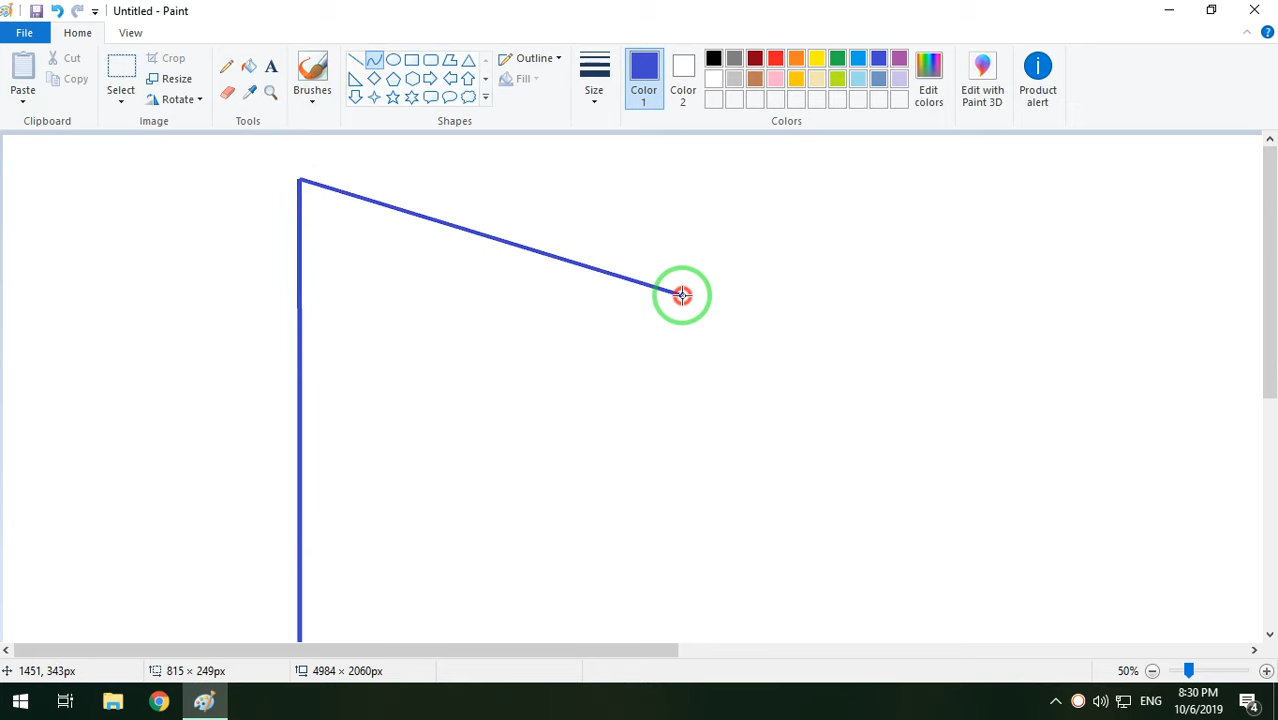 Untitled - Paint
File Home View
Paste
Cut
Copy
Clipboard
Select
Crop
Resize
Rotate
Image
A
Tools
Brushes
Outline
Fill
Shapes
Size
Color 1
Color 2
Edit colors
Colors
Edit with Paint 3D
Product alert
1451, 343px
815 × 249px
4984 × 2060px
50%
ENG
8:30 PM
10/6/2019
4